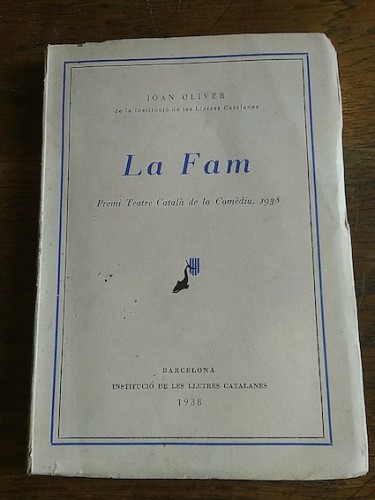 JOAN OLIVER
de la Institució de les Lletres Catalanes
La Fam
Premi Teatre Català de la Comèdia, 1938
BARCELONA
INSTITUCIÓ DE LES LLETRES CATALANES
1938